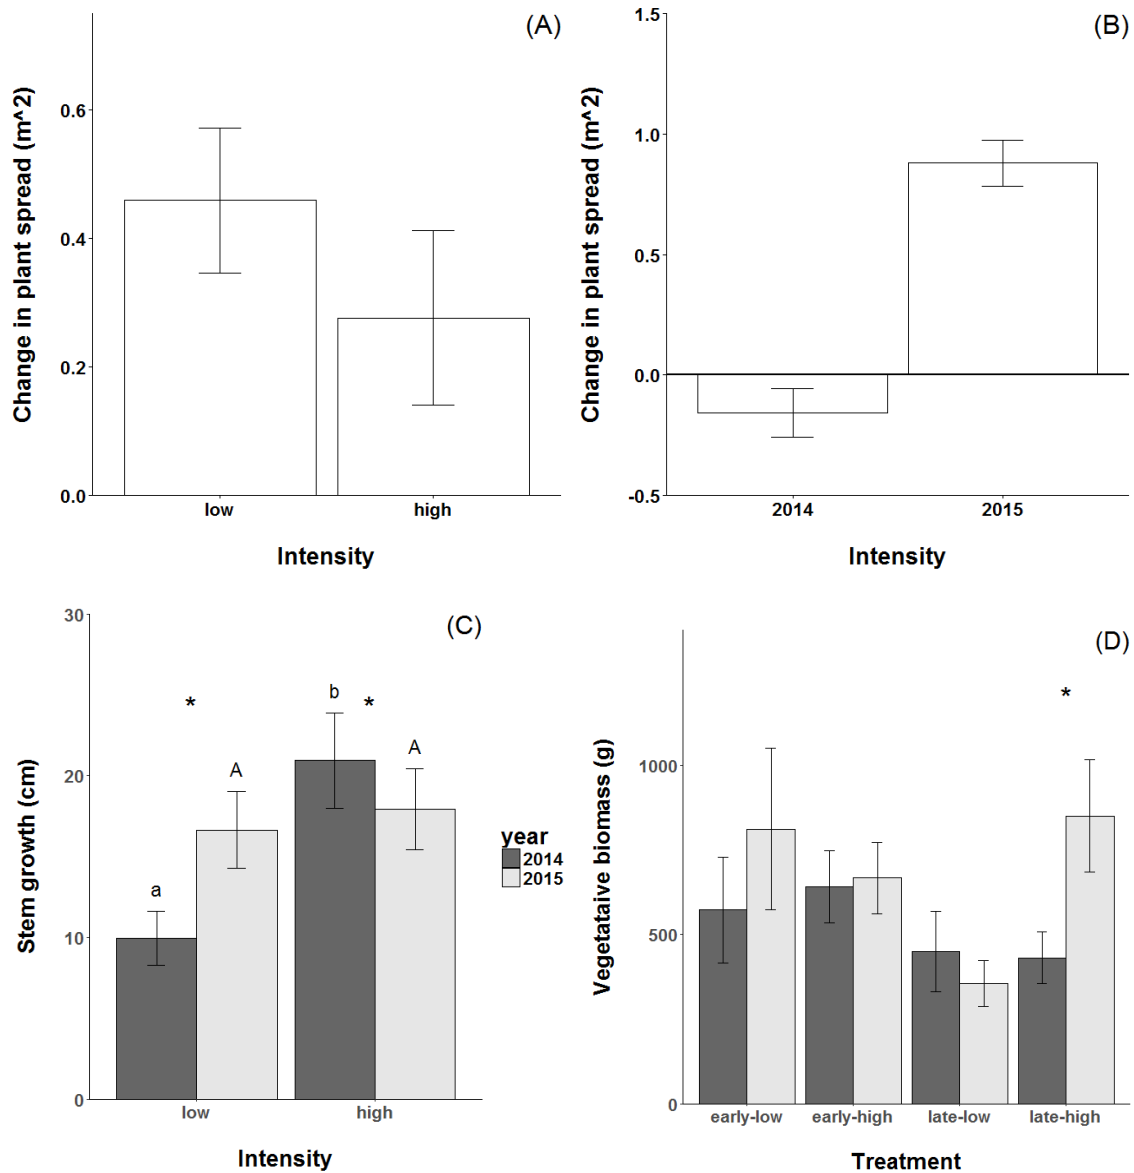 (A)
Change in plant spread (m^2)
0.6
0.4
0.2
0.0
low high
Intensity
(B)
Change in plant spread (m^2)
1.5
1.0
0.5
0.0
-0.5
2014 2015
Intensity
(C)
Stem growth (cm)
30
20
10
0
* b *
a A A
low high
Intensity
year
2014
2015
(D)
Vegetataive biomass (g)
1000
500
0
*
early-low early-high late-low late-high
Treatment